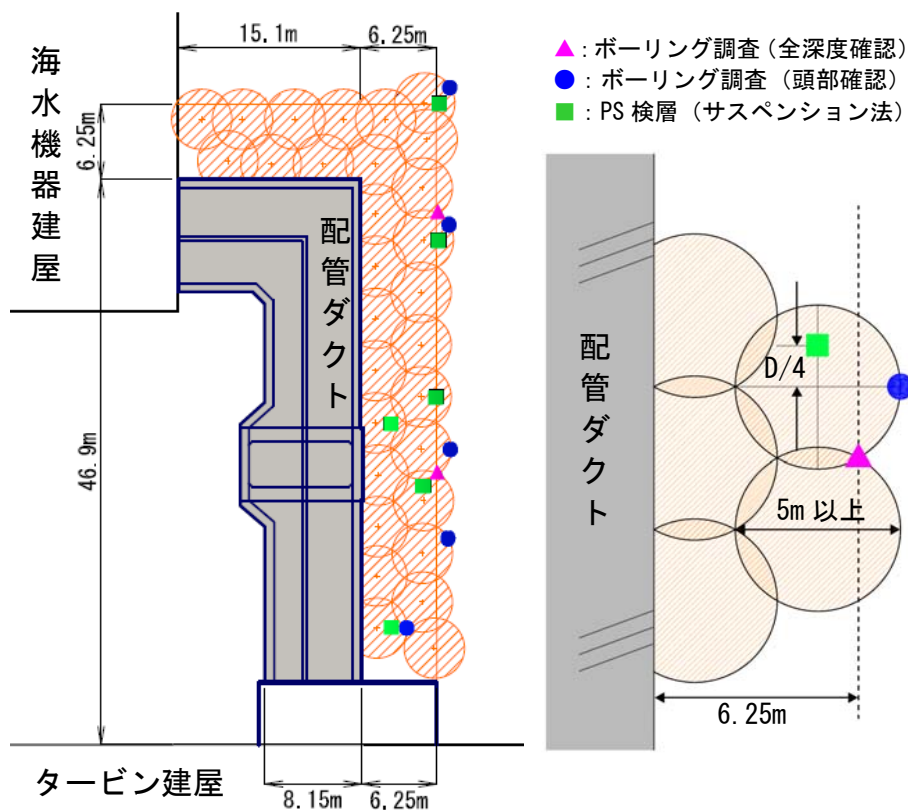 海水機器建屋
15.1m
6.25m
6.25m
46.9m
配管ダクト
タービン建屋
8.15m
6.25m
：ボーリング調査（全深度確認）
：ボーリング調査（頭部確認）
：PS 検層（サスペンション法）
配管ダクト
D/4
5m 以上
6.25m